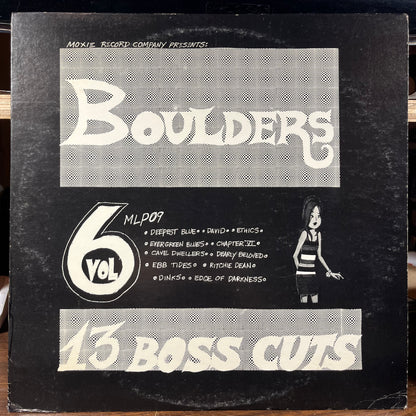 MOXIE RECORD COMPANY PRESENTS:
BOULDERS
6
VOL
MLP09
• DEEPEST BLUE • • DAVID • • ETHICS •
• EVERGREEN BLUES • • CHAPTER VI •
• CAVE DWELLERS • • DEARLY BELOVED •
• EBB TIDES • • RITCHIE DEAN •
• DINKS • • EDGE OF DARKNESS •
13 BOSS CUTS